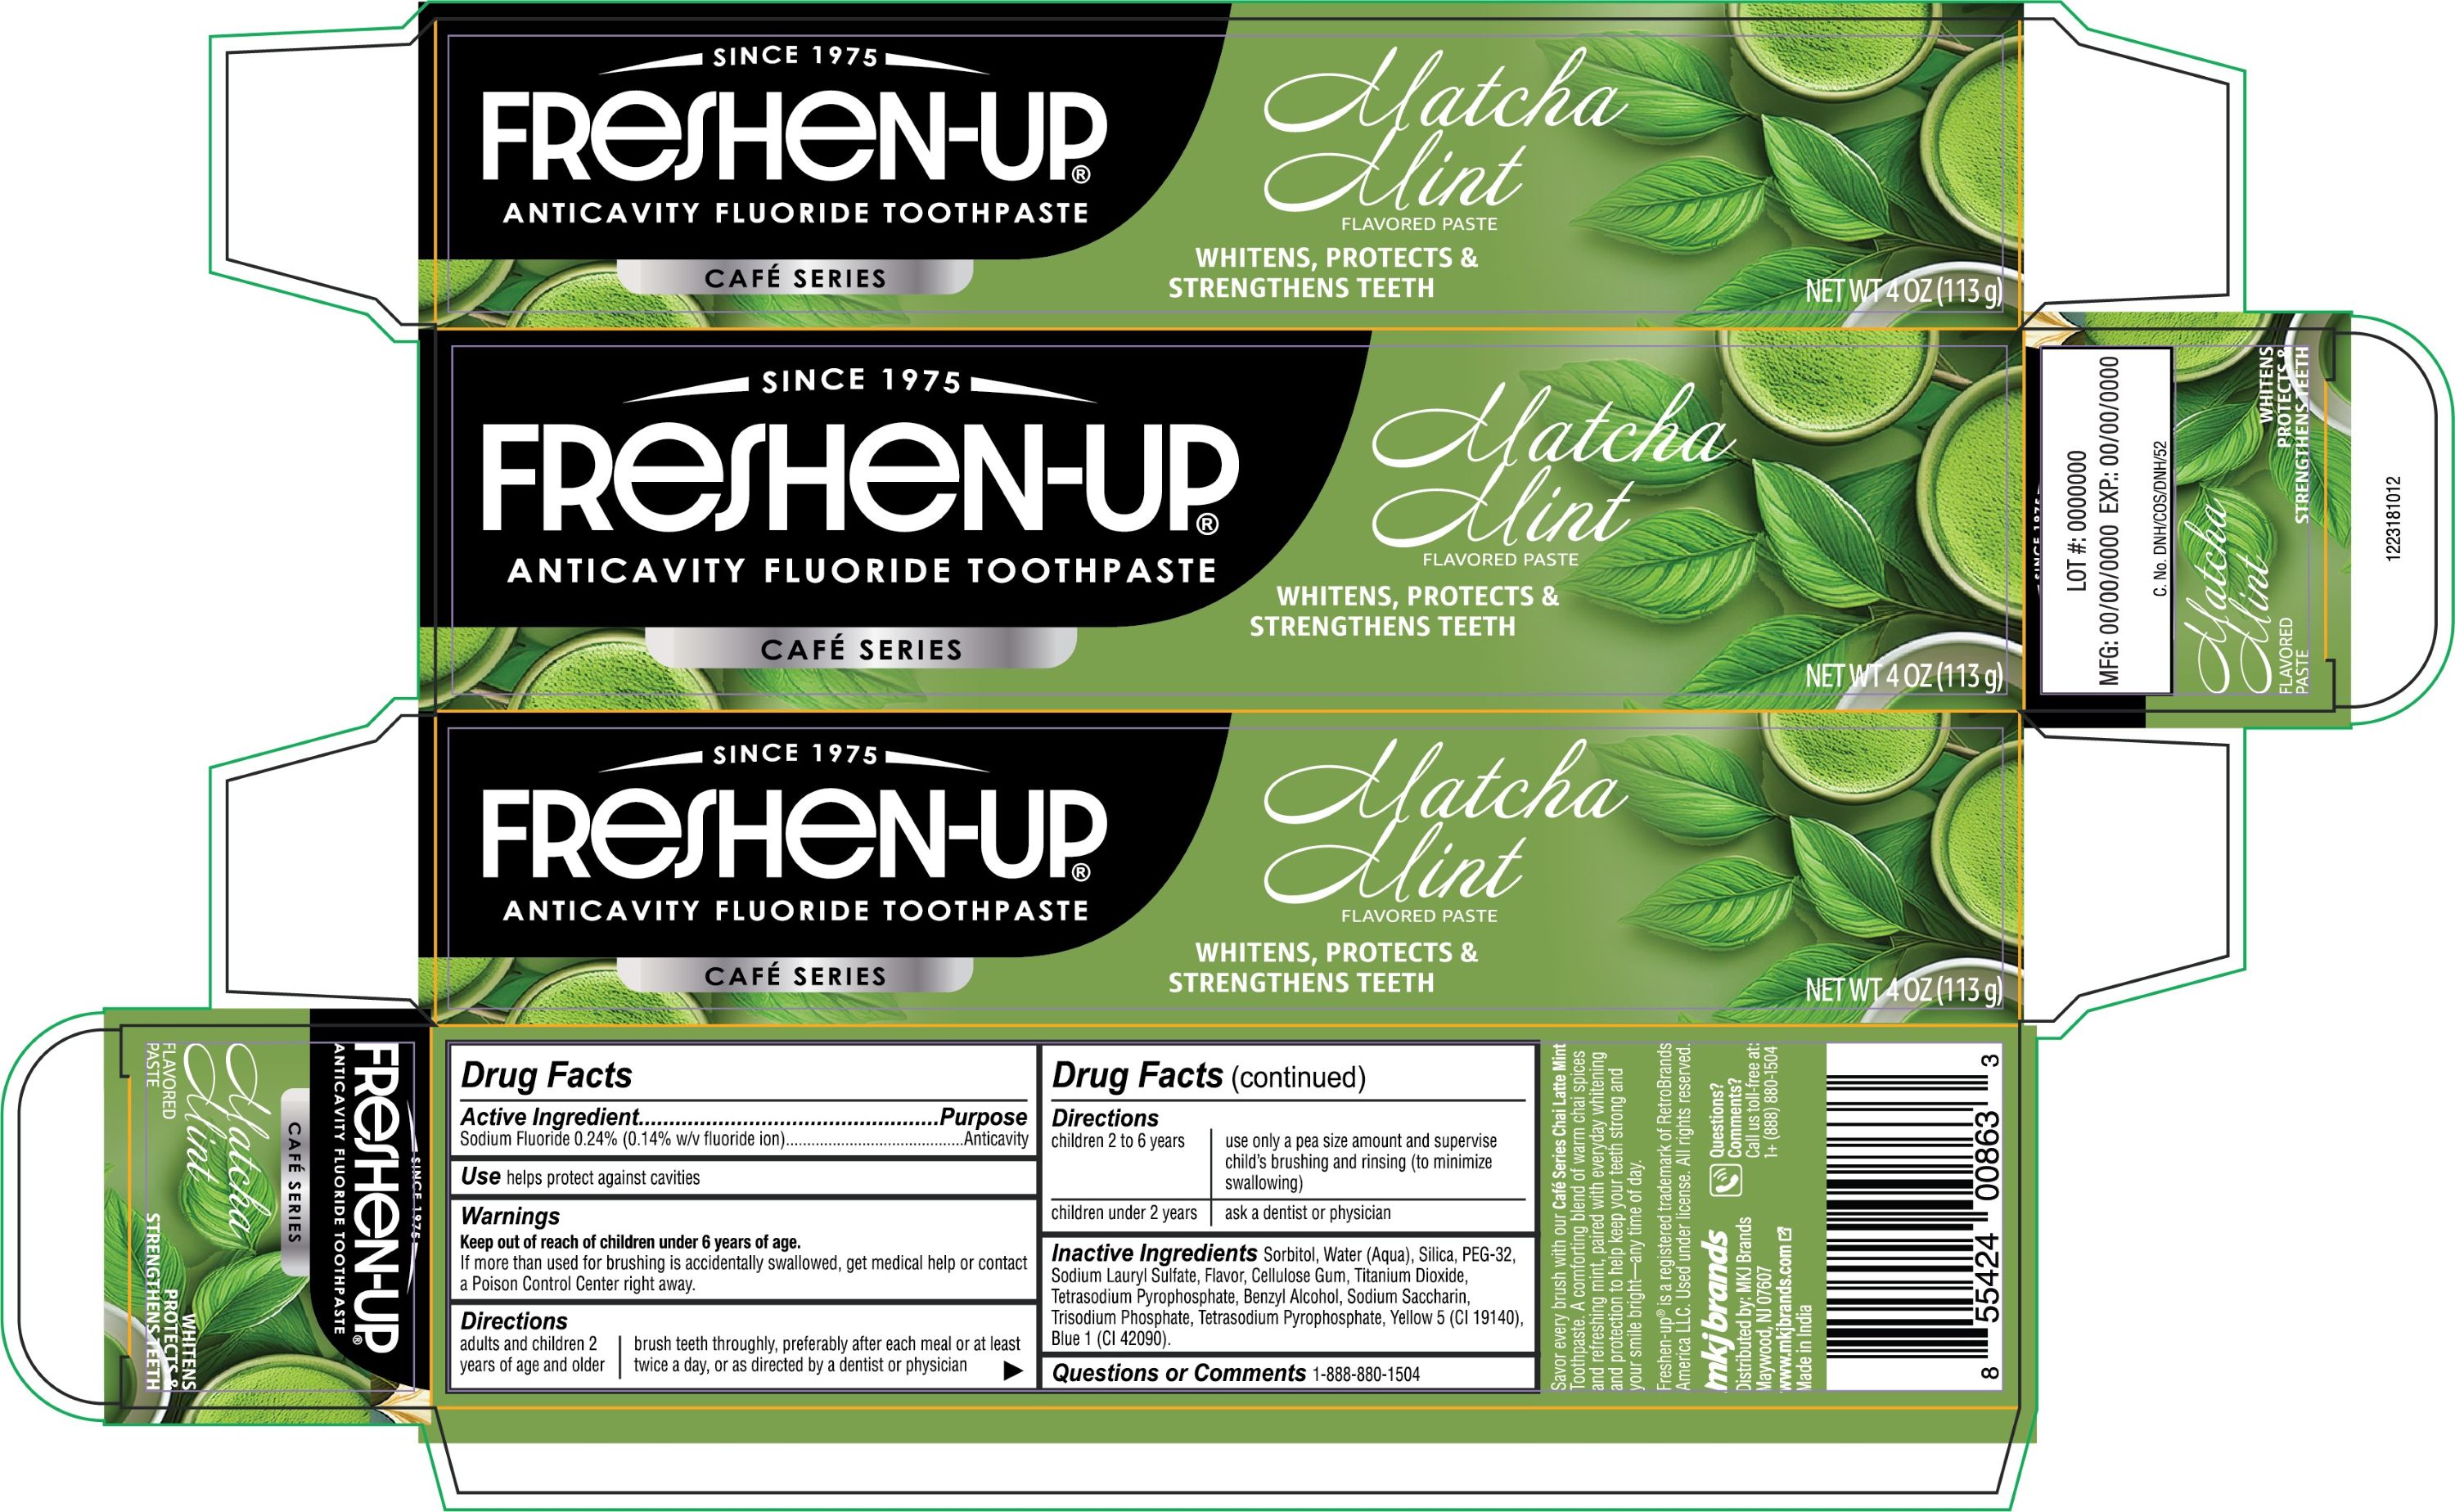 SINCE 1975
FRESHEN-UP®
ANTICAVITY FLUORIDE TOOTHPASTE
CAFÉ SERIES
Matcha
Mint
FLAVORED PASTE
WHITENS, PROTECTS &
STRENGTHENS TEETH
NET WT 4 OZ (113 g)
SINCE 1975
FRESHEN-UP®
ANTICAVITY FLUORIDE TOOTHPASTE
CAFÉ SERIES
Matcha
Mint
FLAVORED PASTE
WHITENS, PROTECTS &
STRENGTHENS TEETH
NET WT 4 OZ (113 g)
SINCE 1975
LOT #: 0000000
MFG: 00/00/0000 EXP.: 00/00/0000
C. No. DNH/COS/DNH/52
Matcha
Mint
FLAVORED
PASTE
WHITENS
PROTECTS &
STRENGTHENS TEETH
1223181012
SINCE 1975
FRESHEN-UP®
ANTICAVITY FLUORIDE TOOTHPASTE
CAFÉ SERIES
Matcha
Mint
FLAVORED PASTE
WHITENS, PROTECTS &
STRENGTHENS TEETH
NET WT 4 OZ (113 g)
SINCE 1975
FRESHEN-UP®
ANTICAVITY FLUORIDE TOOTHPASTE
CAFÉ SERIES
Matcha
Mint
FLAVORED
PASTE
WHITENS
PROTECTS &
STRENGTHENS TEETH
Drug Facts
Active Ingredient................................................Purpose
Sodium Fluoride 0.24% (0.14% w/v fluoride ion)...........................................Anticavity
Use helps protect against cavities
Warnings
Keep out of reach of children under 6 years of age.
If more than used for brushing is accidentally swallowed, get medical help or contact
a Poison Control Center right away.
Directions
adults and children 2 brush teeth throughly, preferably after each meal or at least
years of age and older twice a day, or as directed by a dentist or physician
Drug Facts (continued)
Directions
children 2 to 6 years use only a pea size amount and supervise
child's brushing and rinsing (to minimize
swallowing)
children under 2 years ask a dentist or physician
Inactive Ingredients Sorbitol, Water (Aqua), Silica, PEG-32,
Sodium Lauryl Sulfate, Flavor, Cellulose Gum, Titanium Dioxide,
Tetrasodium Pyrophosphate, Benzyl Alcohol, Sodium Saccharin,
Trisodium Phosphate, Tetrasodium Pyrophosphate, Yellow 5 (CI 19140),
Blue 1 (CI 42090).
Questions or Comments 1-888-880-1504
Savor every brush with our Café Series Chai Latte Mint
Toothpaste. A comforting blend of warm chai spices
and refreshing mint, paired with everyday whitening
and protection to help keep your teeth strong and
your smile bright—any time of day.
Freshen-up® is a registered trademark of RetroBrands
America LLC. Used under license. All rights reserved.
mkjbrands
Distributed by: MKJ Brands
Maywood, NJ 07607
www.mkjbrands.com
Made in India
Questions?
Comments?
Call us toll-free at:
1+ (888) 880-1504
8 55424 00863 3